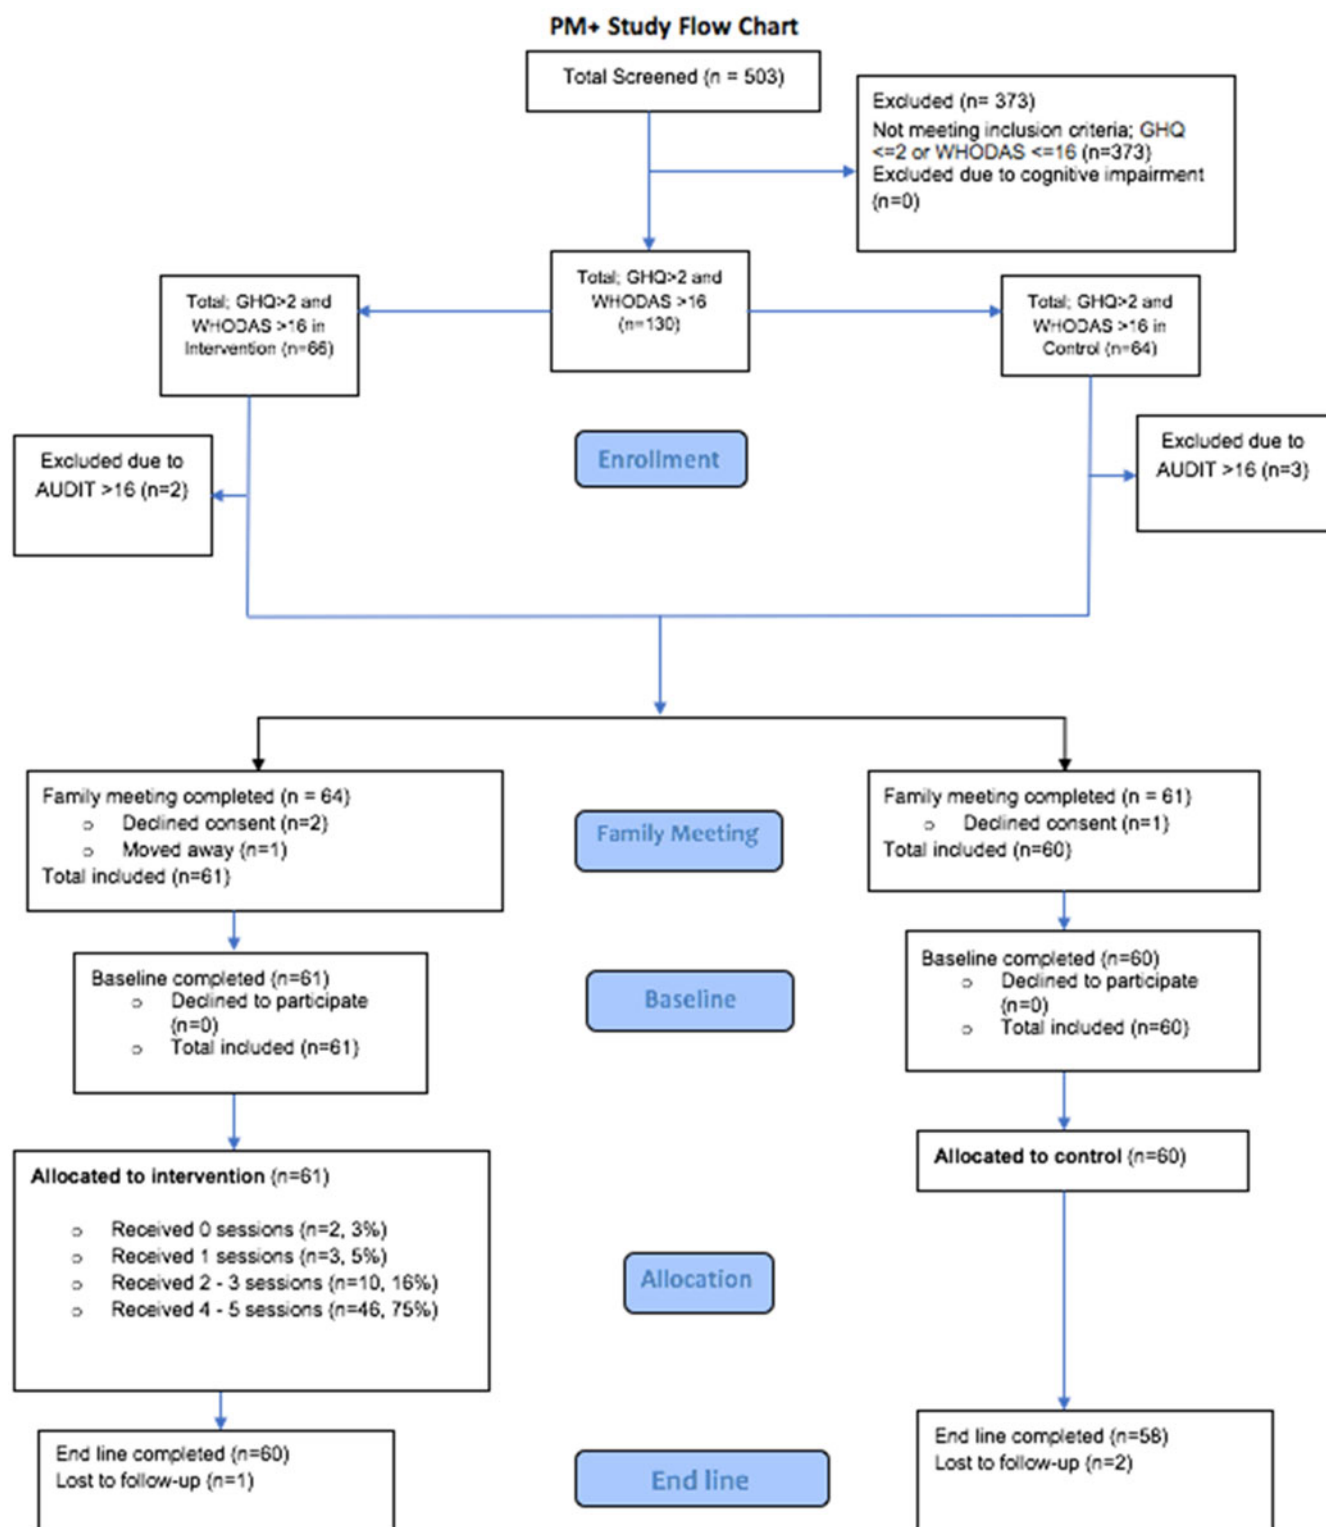 PM+ Study Flow Chart
Total Screened (n = 503)
Excluded (n= 373)
Not meeting inclusion criteria; GHQ
<=2 or WHODAS <=16 (n=373)
Excluded due to cognitive impairment
(n=0)
Total; GHQ>2 and
WHODAS >16 in
Intervention (n=66)
Total; GHQ>2 and
WHODAS >16
(n=130)
Total; GHQ>2 and
WHODAS >16 in
Control (n=64)
Excluded due to
AUDIT >16 (n=2)
Enrollment
Excluded due to
AUDIT >16 (n=3)
Family meeting completed (n = 64)
o Declined consent (n=2)
o Moved away (n=1)
Total included (n=61)
Family Meeting
Family meeting completed (n = 61)
o Declined consent (n=1)
Total included (n=60)
Baseline completed (n=61)
o Declined to participate
(n=0)
o Total included (n=61)
Baseline
Baseline completed (n=60)
o Declined to participate
(n=0)
o Total included (n=60)
Allocated to intervention (n=61)
o Received 0 sessions (n=2, 3%)
o Received 1 sessions (n=3, 5%)
o Received 2 - 3 sessions (n=10, 16%)
o Received 4 - 5 sessions (n=46, 75%)
Allocation
Allocated to control (n=60)
End line completed (n=60)
Lost to follow-up (n=1)
End line
End line completed (n=58)
Lost to follow-up (n=2)